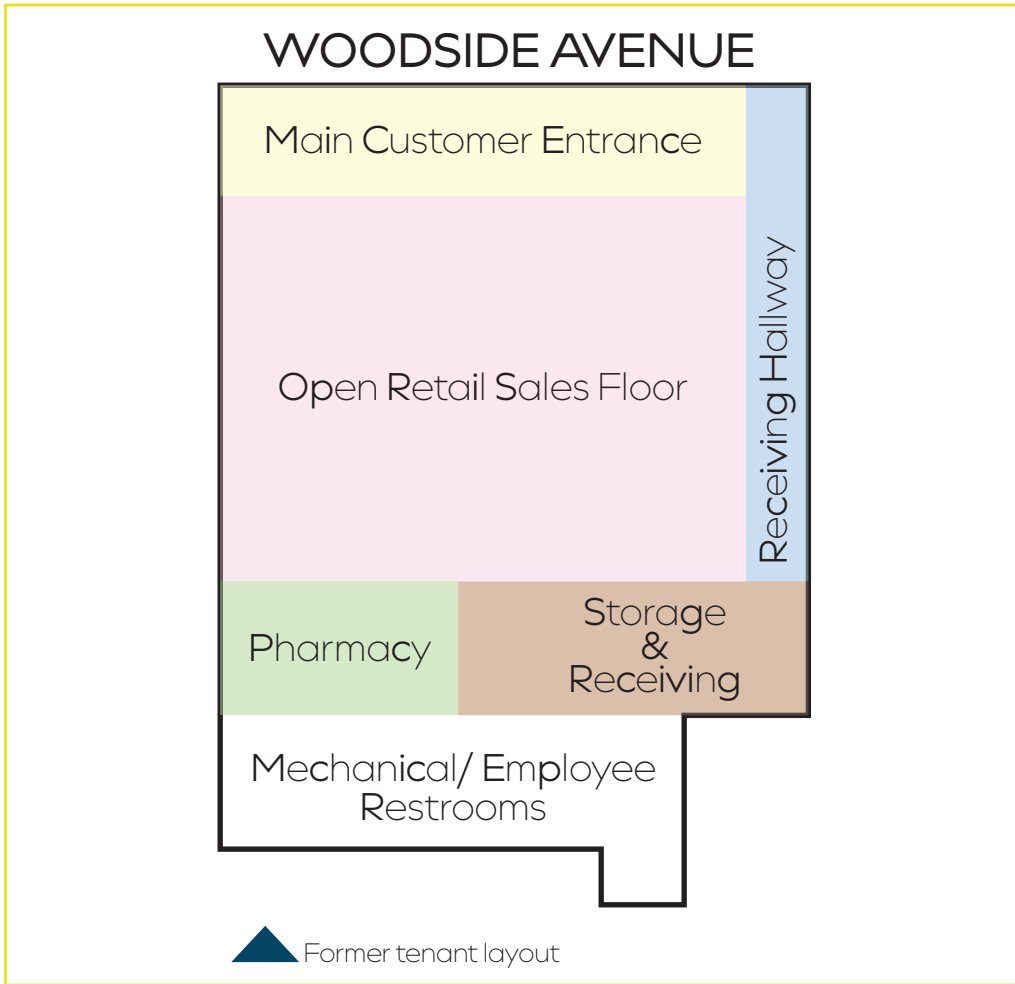 WOODSIDE AVENUE
Main Customer Entrance
Receiving Hallway
Open Retail Sales Floor
Pharmacy
Storage
&
Receiving
Mechanical/ Employee
Restrooms
Former tenant layout